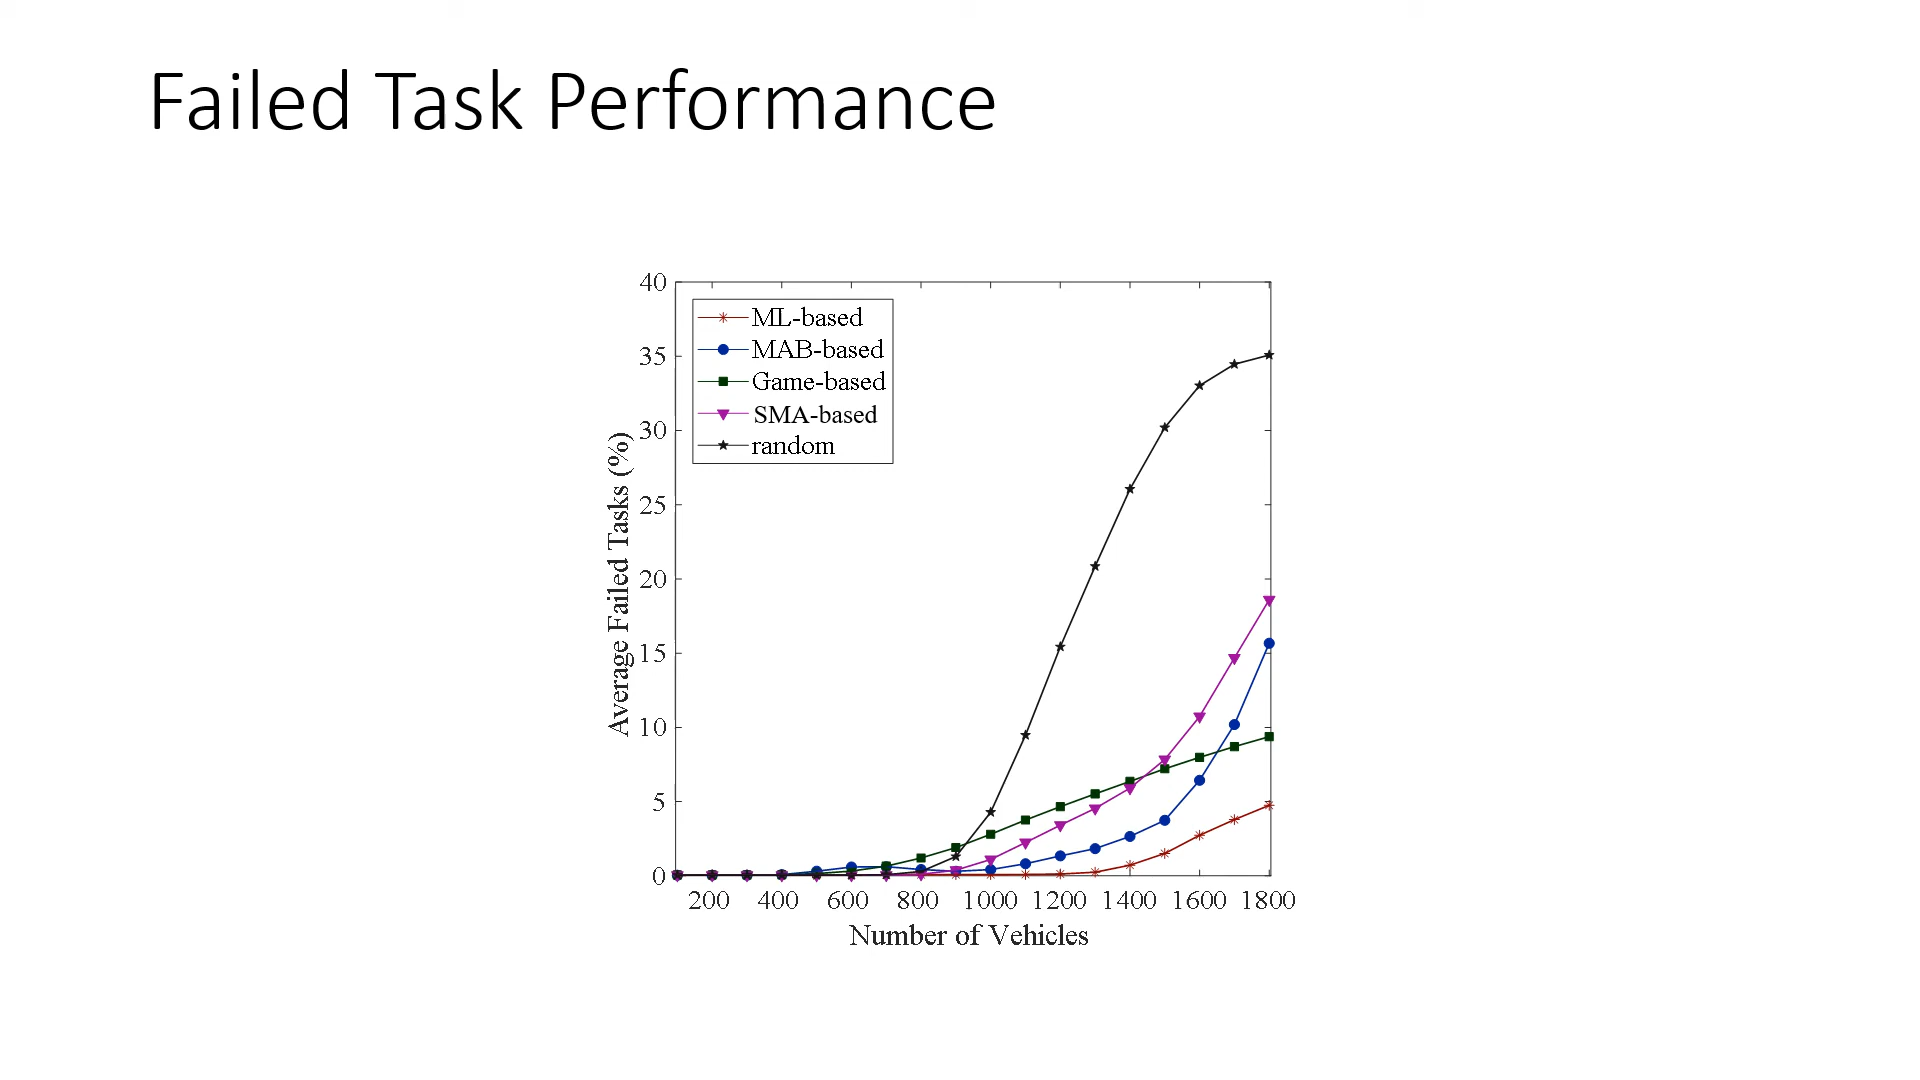 Failed Task Performance
40
35
30
25
20
15
10
5
0
Average Failed Tasks (%)
ML-based
MAB-based
Game-based
SMA-based
random
200 400 600 800 1000 1200 1400 1600 1800
Number of Vehicles